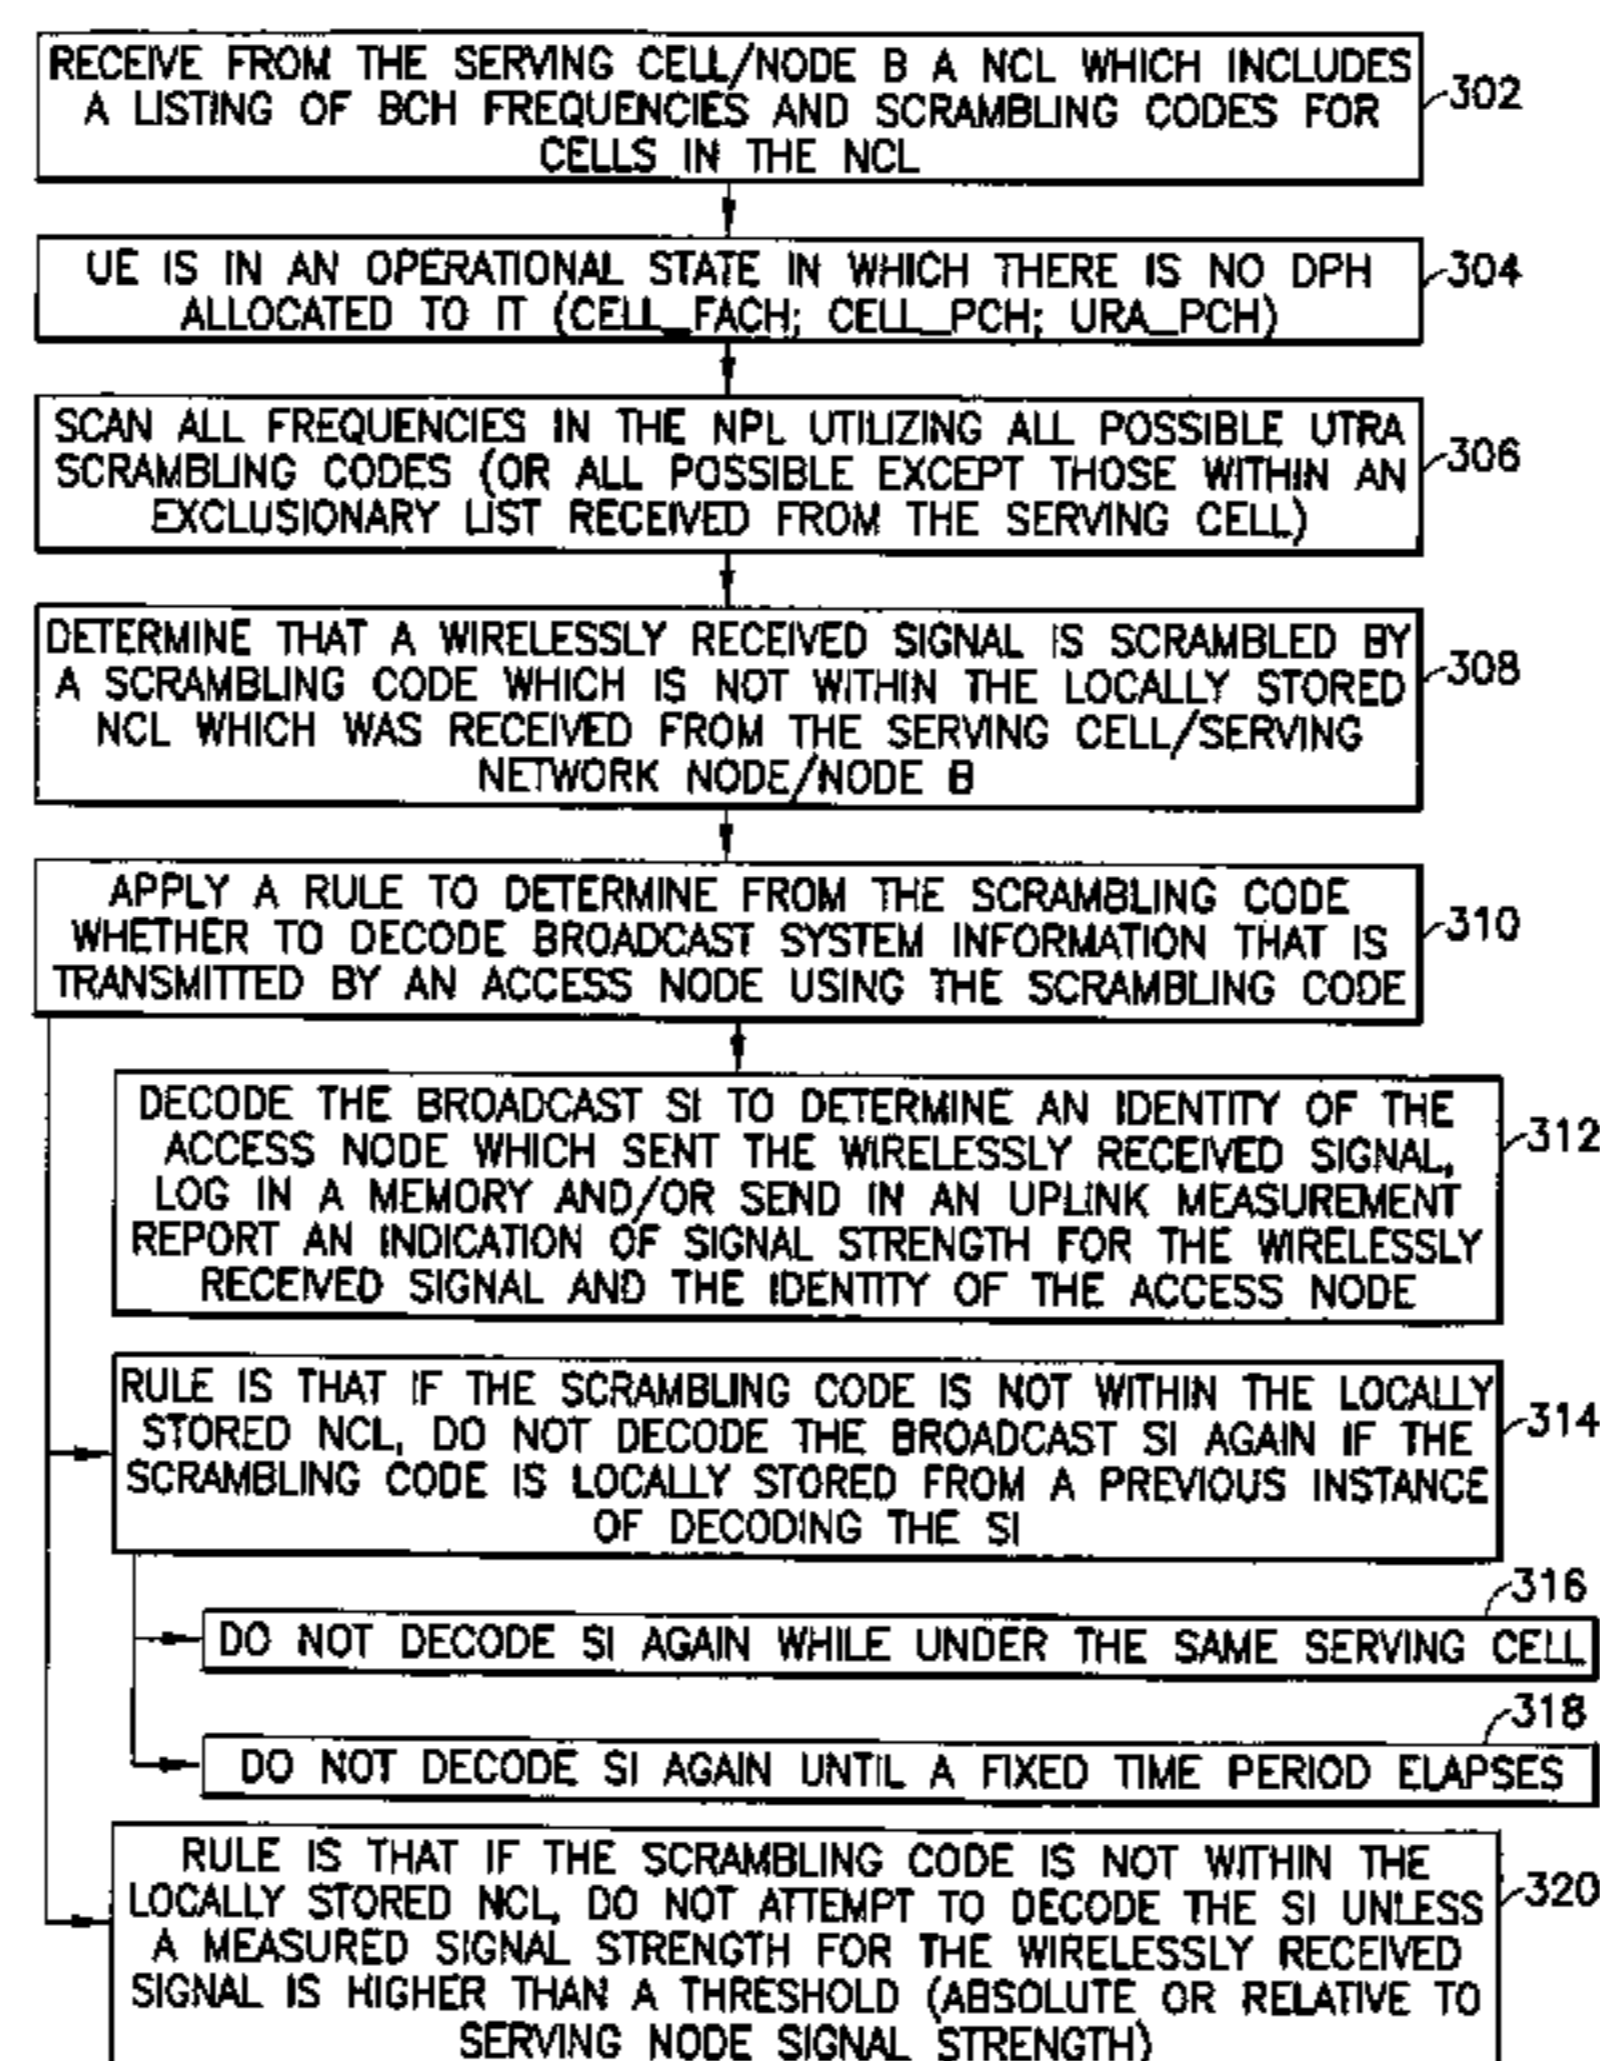 RECEIVE FROM THE SERVING CELL/NODE B A NCL WHICH INCLUDES
A LISTING OF BCH FREQUENCIES AND SCRAMBLING CODES FOR
CELLS IN THE NCL
302
UE IS IN AN OPERATIONAL STATE IN WHICH THERE IS NO DPH
ALLOCATED TO IT (CELL_FACH; CELL_PCH; URA_PCH)
304
SCAN ALL FREQUENCIES IN THE NPL UTILIZING ALL POSSIBLE UTRA
SCRAMBLING CODES (OR ALL POSSIBLE EXCEPT THOSE WITHIN AN
EXCLUSIONARY LIST RECEIVED FROM THE SERVING CELL)
306
DETERMINE THAT A WIRELESSLY RECEIVED SIGNAL IS SCRAMBLED BY
A SCRAMBLING CODE WHICH IS NOT WITHIN THE LOCALLY STORED
NCL WHICH WAS RECEIVED FROM THE SERVING CELL/SERVING
NETWORK NODE/NODE B
308
APPLY A RULE TO DETERMINE FROM THE SCRAMBLING CODE
WHETHER TO DECODE BROADCAST SYSTEM INFORMATION THAT IS
TRANSMITTED BY AN ACCESS NODE USING THE SCRAMBLING CODE
310
DECODE THE BROADCAST SI TO DETERMINE AN IDENTITY OF THE
ACCESS NODE WHICH SENT THE WIRELESSLY RECEIVED SIGNAL,
LOG IN A MEMORY AND/OR SEND IN AN UPLINK MEASUREMENT
REPORT AN INDICATION OF SIGNAL STRENGTH FOR THE WIRELESSLY
RECEIVED SIGNAL AND THE IDENTITY OF THE ACCESS NODE
312
RULE IS THAT IF THE SCRAMBLING CODE IS NOT WITHIN THE LOCALLY
STORED NCL, DO NOT DECODE THE BROADCAST SI AGAIN IF THE
SCRAMBLING CODE IS LOCALLY STORED FROM A PREVIOUS INSTANCE
OF DECODING THE SI
314
316
DO NOT DECODE SI AGAIN WHILE UNDER THE SAME SERVING CELL
318
DO NOT DECODE SI AGAIN UNTIL A FIXED TIME PERIOD ELAPSES
RULE IS THAT IF THE SCRAMBLING CODE IS NOT WITHIN THE
LOCALLY STORED NCL, DO NOT ATTEMPT TO DECODE THE SI UNLESS
A MEASURED SIGNAL STRENGTH FOR THE WIRELESSLY RECEIVED
SIGNAL IS HIGHER THAN A THRESHOLD (ABSOLUTE OR RELATIVE TO
SERVING NODE SIGNAL STRENGTH)
320